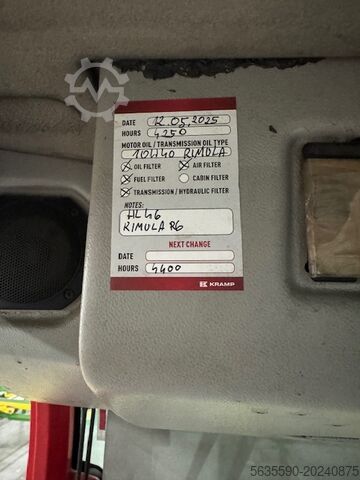 DATE 12.05.2025
HOURS 4250
MOTOR OIL / TRANSMISSION OIL TYPE
10W40 RIMULA
OIL FILTER AIR FILTER
FUEL FILTER CABIN FILTER
TRANSMISSION / HYDRAULIC FILTER
NOTES:
HL46
RIMULA R6
NEXT CHANGE
DATE
HOURS 4400
KRAMP
5635590-20240875